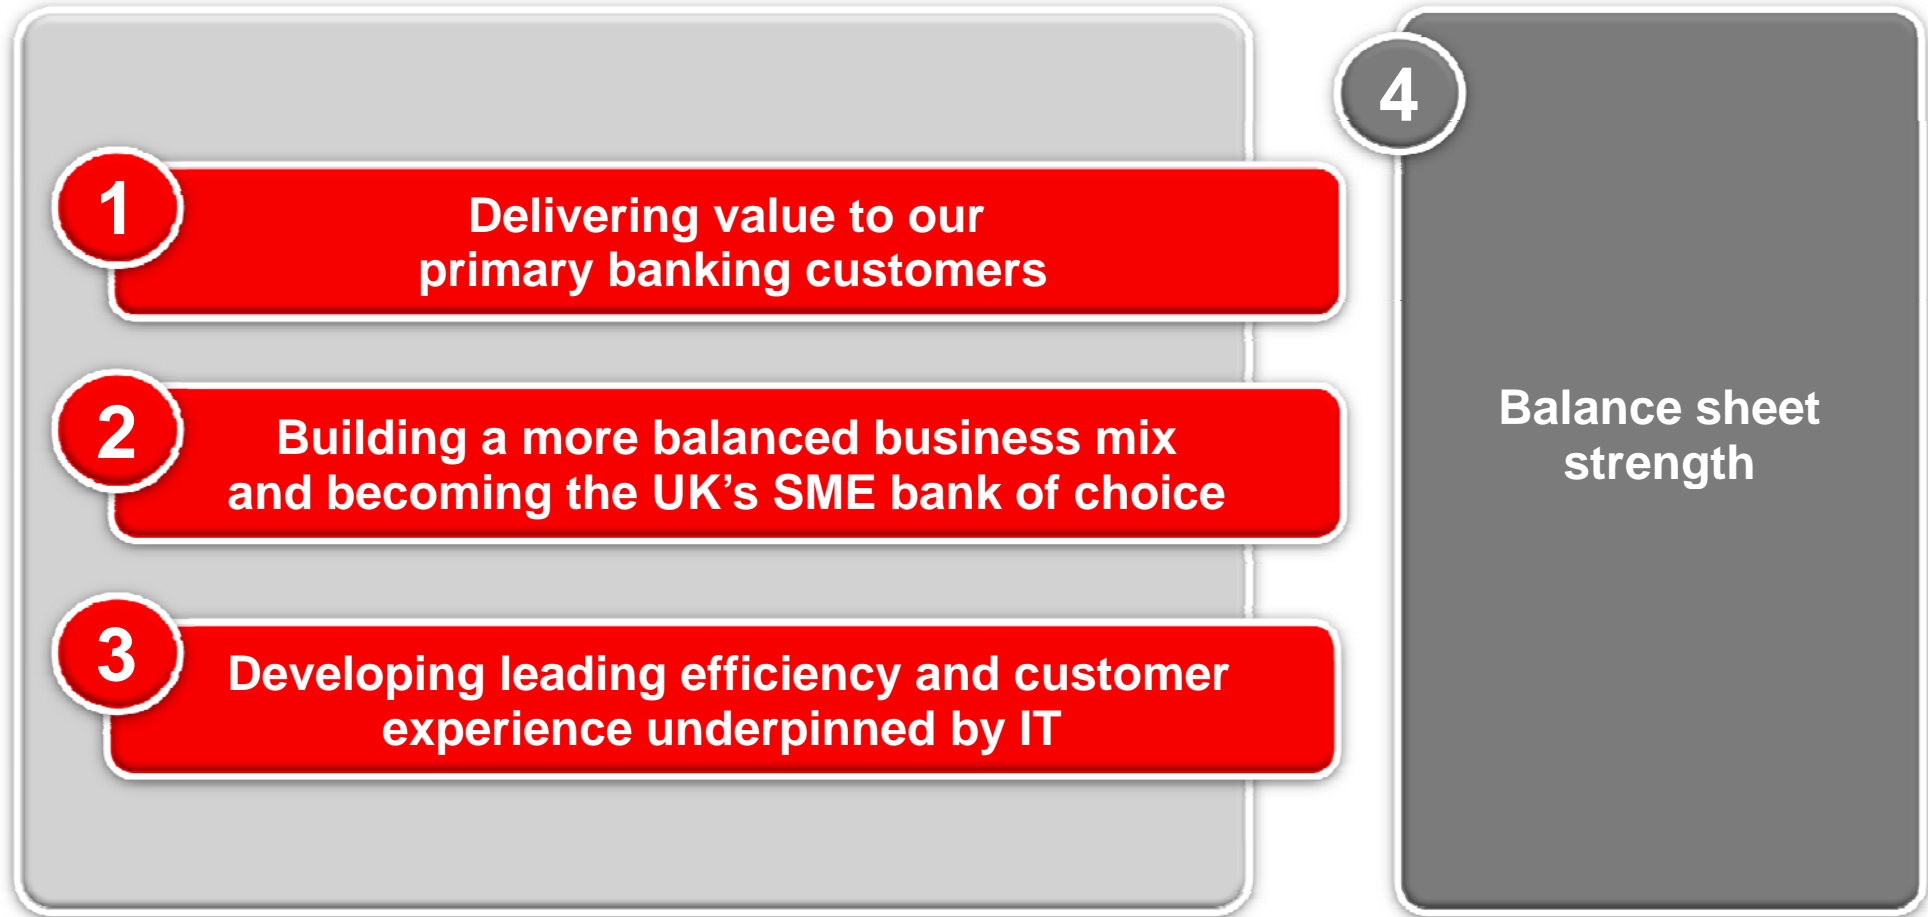 1
Delivering value to our
primary banking customers
2
Building a more balanced business mix
and becoming the UK’s SME bank of choice
3
Developing leading efficiency and customer
experience underpinned by IT
4
Balance sheet
strength